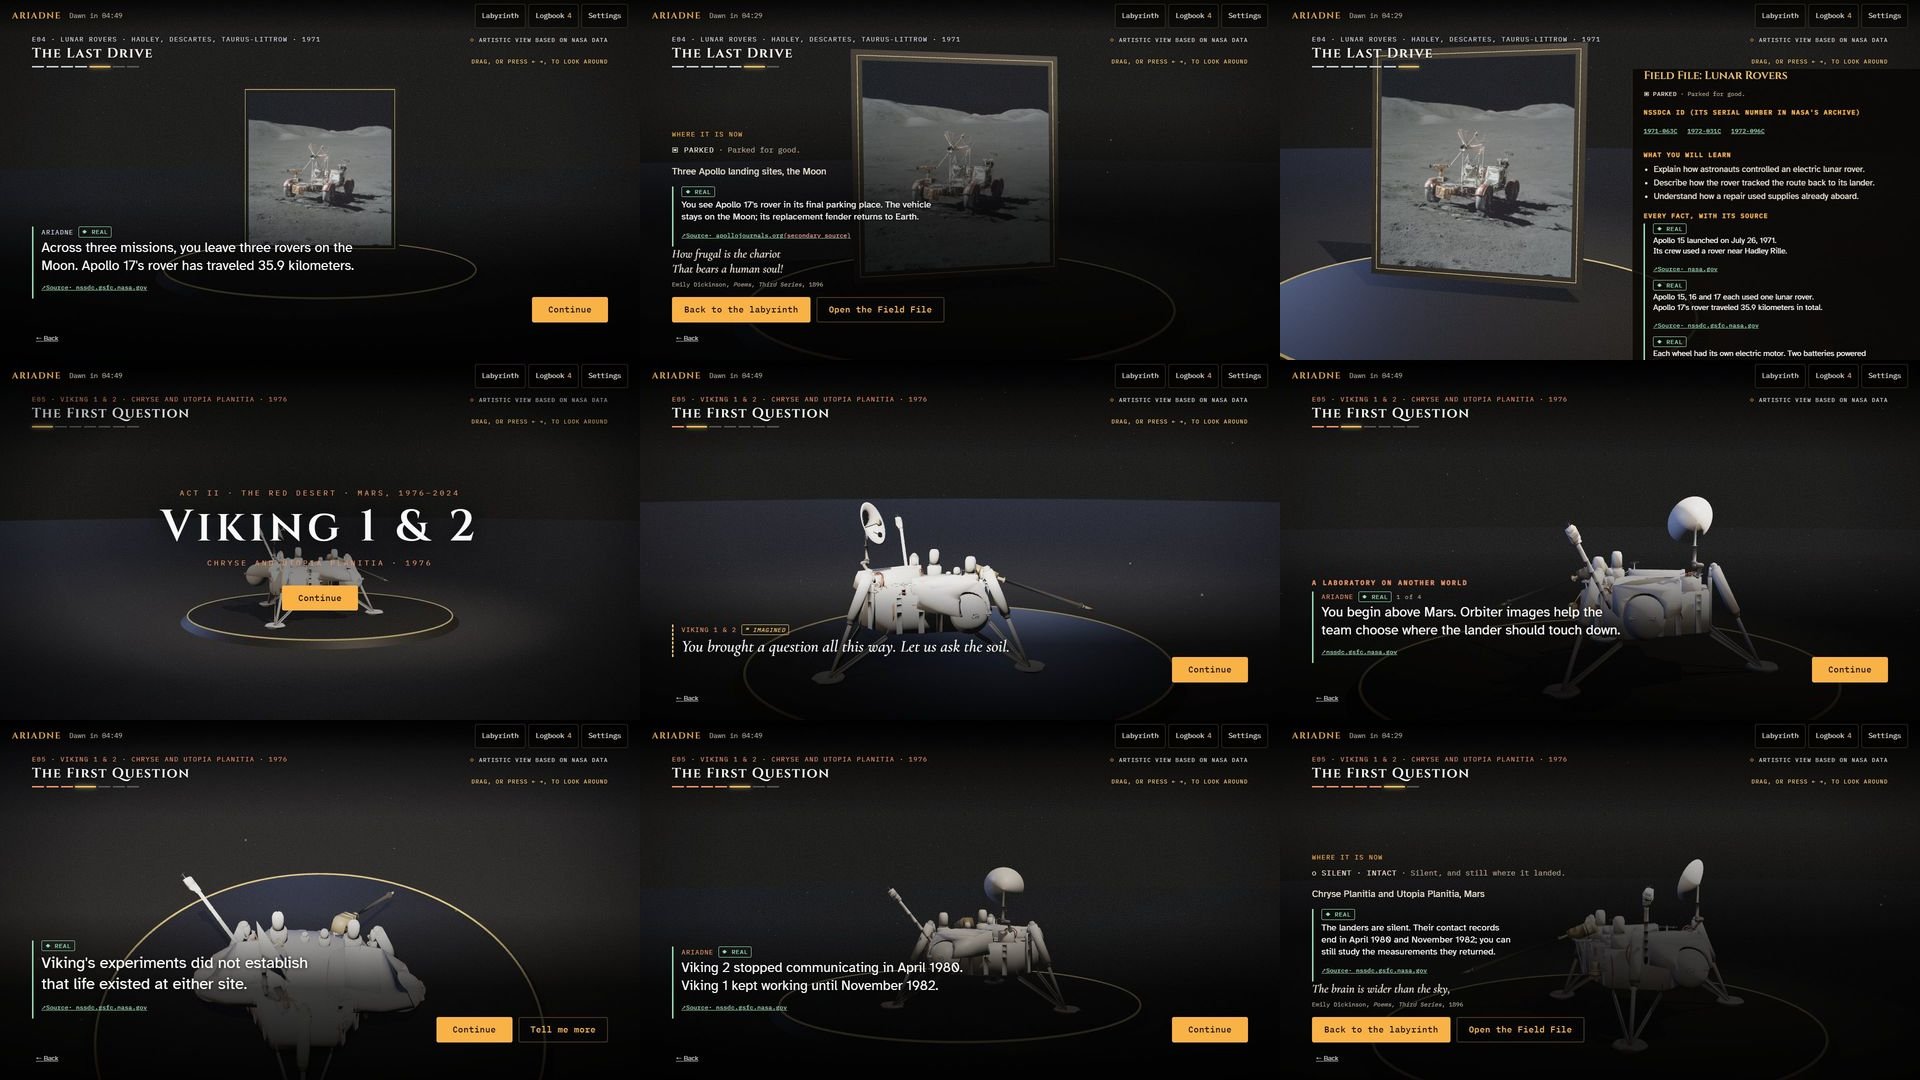 ARIADNE Dawn in 04:49
Labyrinth Logbook 4 Settings
E04 · LUNAR ROVERS · HADLEY, DESCARTES, TAURUS-LITTROW · 1971
ARTISTIC VIEW BASED ON NASA DATA
The Last Drive
DRAG, OR PRESS ← →, TO LOOK AROUND
ARIADNE ◆ REAL
Across three missions, you leave three rovers on the
Moon. Apollo 17's rover has traveled 35.9 kilometers.
↗Source· nssdc.gsfc.nasa.gov
Continue
← Back
ARIADNE Dawn in 04:29
Labyrinth Logbook 4 Settings
E04 · LUNAR ROVERS · HADLEY, DESCARTES, TAURUS-LITTROW · 1971
ARTISTIC VIEW BASED ON NASA DATA
The Last Drive
DRAG, OR PRESS ← →, TO LOOK AROUND
WHERE IT IS NOW
▣ PARKED · Parked for good.
Three Apollo landing sites, the Moon
◆ REAL
You see Apollo 17's rover in its final parking place. The vehicle
stays on the Moon; its replacement fender returns to Earth.
↗Source· apollojournals.org(secondary source)
How frugal is the chariot
That bears a human soul!
Emily Dickinson, Poems, Third Series, 1896
Back to the labyrinth Open the Field File
← Back
ARIADNE Dawn in 04:29
Labyrinth Logbook 4 Settings
E04 · LUNAR ROVERS · HADLEY, DESCARTES, TAURUS-LITTROW · 1971
ARTISTIC VIEW BASED ON NASA DATA
The Last Drive
DRAG, OR PRESS ← →, TO LOOK AROUND
Field File: Lunar Rovers
▣ PARKED · Parked for good.
NSSDCA ID (ITS SERIAL NUMBER IN NASA'S ARCHIVE)
1971-063C 1972-031C 1972-096C
WHAT YOU WILL LEARN
• Explain how astronauts controlled an electric lunar rover.
• Describe how the rover tracked the route back to its lander.
• Understand how a repair used supplies already aboard.
EVERY FACT, WITH ITS SOURCE
◆ REAL
Apollo 15 launched on July 26, 1971.
Its crew used a rover near Hadley Rille.
↗Source· nasa.gov
◆ REAL
Apollo 15, 16 and 17 each used one lunar rover.
Apollo 17's rover traveled 35.9 kilometers in total.
↗Source· nssdc.gsfc.nasa.gov
◆ REAL
Each wheel had its own electric motor. Two batteries powered
ARIADNE Dawn in 04:49
Labyrinth Logbook 4 Settings
E05 · VIKING 1 & 2 · CHRYSE AND UTOPIA PLANITIA · 1976
ARTISTIC VIEW BASED ON NASA DATA
The First Question
DRAG, OR PRESS ← →, TO LOOK AROUND
ACT II · THE RED DESERT · MARS, 1976–2024
Viking 1 & 2
CHRYSE AND UTOPIA PLANITIA · 1976
Continue
ARIADNE Dawn in 04:49
Labyrinth Logbook 4 Settings
E05 · VIKING 1 & 2 · CHRYSE AND UTOPIA PLANITIA · 1976
ARTISTIC VIEW BASED ON NASA DATA
The First Question
DRAG, OR PRESS ← →, TO LOOK AROUND
VIKING 1 & 2 ❝ IMAGINED
You brought a question all this way. Let us ask the soil.
Continue
← Back
ARIADNE Dawn in 04:49
Labyrinth Logbook 4 Settings
E05 · VIKING 1 & 2 · CHRYSE AND UTOPIA PLANITIA · 1976
ARTISTIC VIEW BASED ON NASA DATA
The First Question
DRAG, OR PRESS ← →, TO LOOK AROUND
A LABORATORY ON ANOTHER WORLD
ARIADNE ◆ REAL 1 of 4
You begin above Mars. Orbiter images help the
team choose where the lander should touch down.
↗nssdc.gsfc.nasa.gov
Continue
← Back
ARIADNE Dawn in 04:49
Labyrinth Logbook 4 Settings
E05 · VIKING 1 & 2 · CHRYSE AND UTOPIA PLANITIA · 1976
ARTISTIC VIEW BASED ON NASA DATA
The First Question
DRAG, OR PRESS ← →, TO LOOK AROUND
◆ REAL
Viking's experiments did not establish
that life existed at either site.
↗Source· nssdc.gsfc.nasa.gov
Continue Tell me more
← Back
ARIADNE Dawn in 04:49
Labyrinth Logbook 4 Settings
E05 · VIKING 1 & 2 · CHRYSE AND UTOPIA PLANITIA · 1976
ARTISTIC VIEW BASED ON NASA DATA
The First Question
DRAG, OR PRESS ← →, TO LOOK AROUND
ARIADNE ◆ REAL
Viking 2 stopped communicating in April 1980.
Viking 1 kept working until November 1982.
↗Source· nssdc.gsfc.nasa.gov
Continue
← Back
ARIADNE Dawn in 04:29
Labyrinth Logbook 4 Settings
E05 · VIKING 1 & 2 · CHRYSE AND UTOPIA PLANITIA · 1976
ARTISTIC VIEW BASED ON NASA DATA
The First Question
DRAG, OR PRESS ← →, TO LOOK AROUND
WHERE IT IS NOW
o SILENT · INTACT · Silent, and still where it landed.
Chryse Planitia and Utopia Planitia, Mars
◆ REAL
The landers are silent. Their contact records
end in April 1980 and November 1982; you can
still study the measurements they returned.
↗Source· nssdc.gsfc.nasa.gov
The brain is wider than the sky,
Emily Dickinson, Poems, Third Series, 1896
Back to the labyrinth Open the Field File
← Back